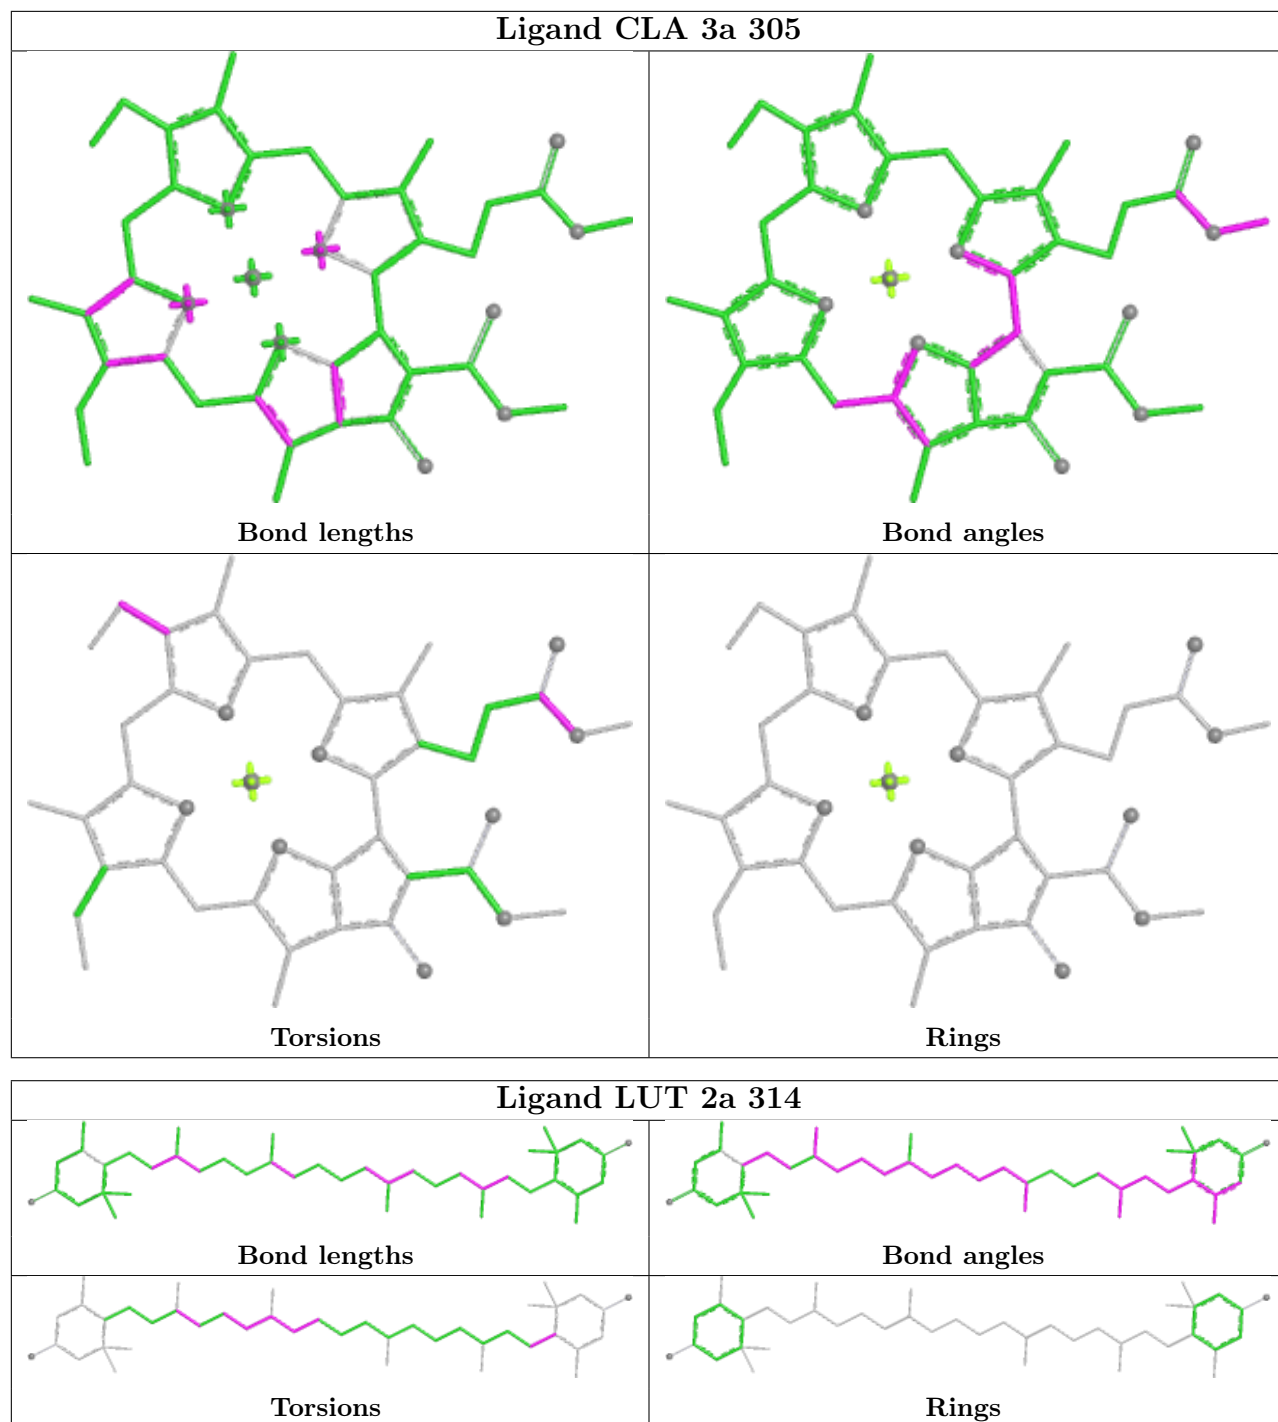 Ligand CLA 3a 305
Bond lengths
Bond angles
Torsions
Rings
Ligand LUT 2a 314
Bond lengths
Bond angles
Torsions
Rings